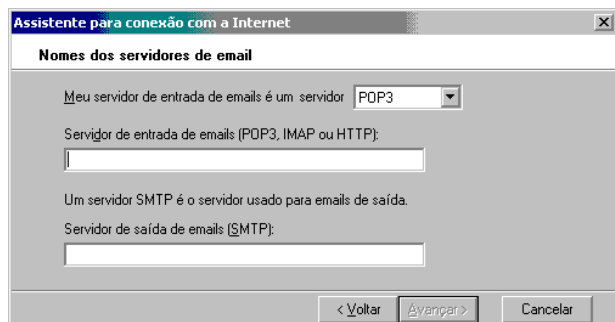 Assistente para conexão com a Internet
Nomes dos servidores de email
Meu servidor de entrada de emails é um servidor POP3
Servidor de entrada de emails (POP3, IMAP ou HTTP):
Um servidor SMTP é o servidor usado para emails de saída.
Servidor de saída de emails (SMTP):
< Voltar Avançar > Cancelar